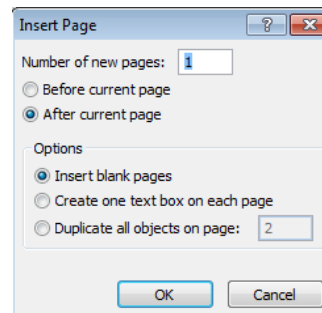 Insert Page
Number of new pages: 1
Before current page
After current page
Options
Insert blank pages
Create one text box on each page
Duplicate all objects on page: 2
OK Cancel